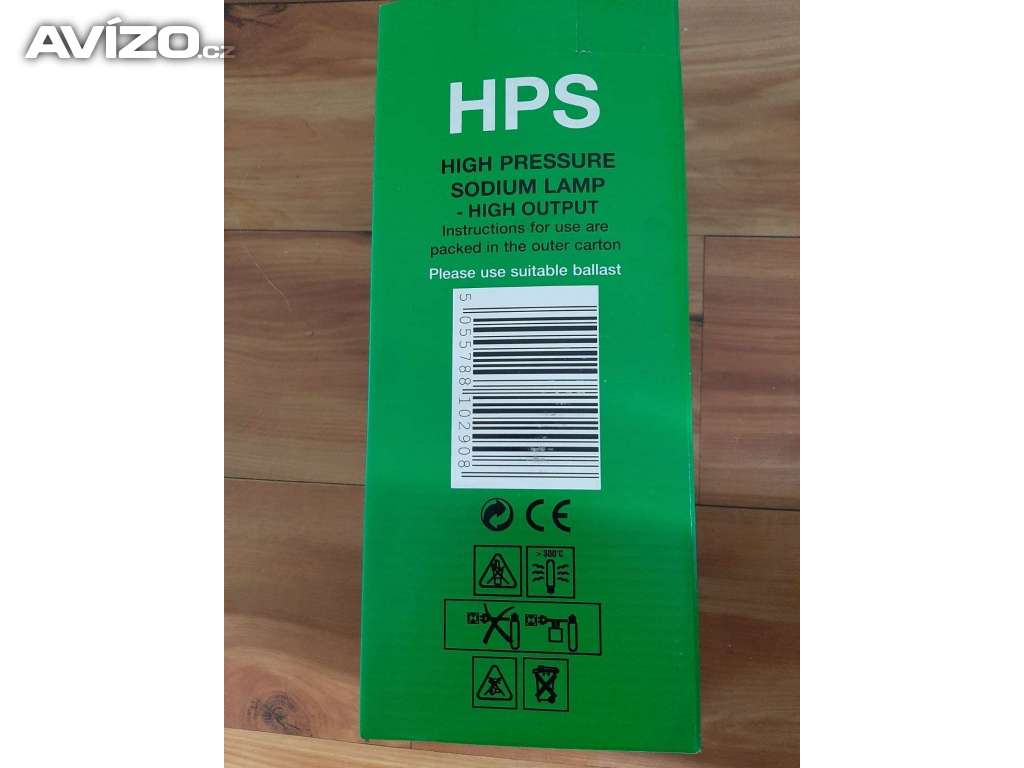 AVÍZO.cz
HPS
HIGH PRESSURE
SODIUM LAMP
- HIGH OUTPUT
Instructions for use are
packed in the outer carton
Please use suitable ballast
5 055788 102908
CE
> 300°C